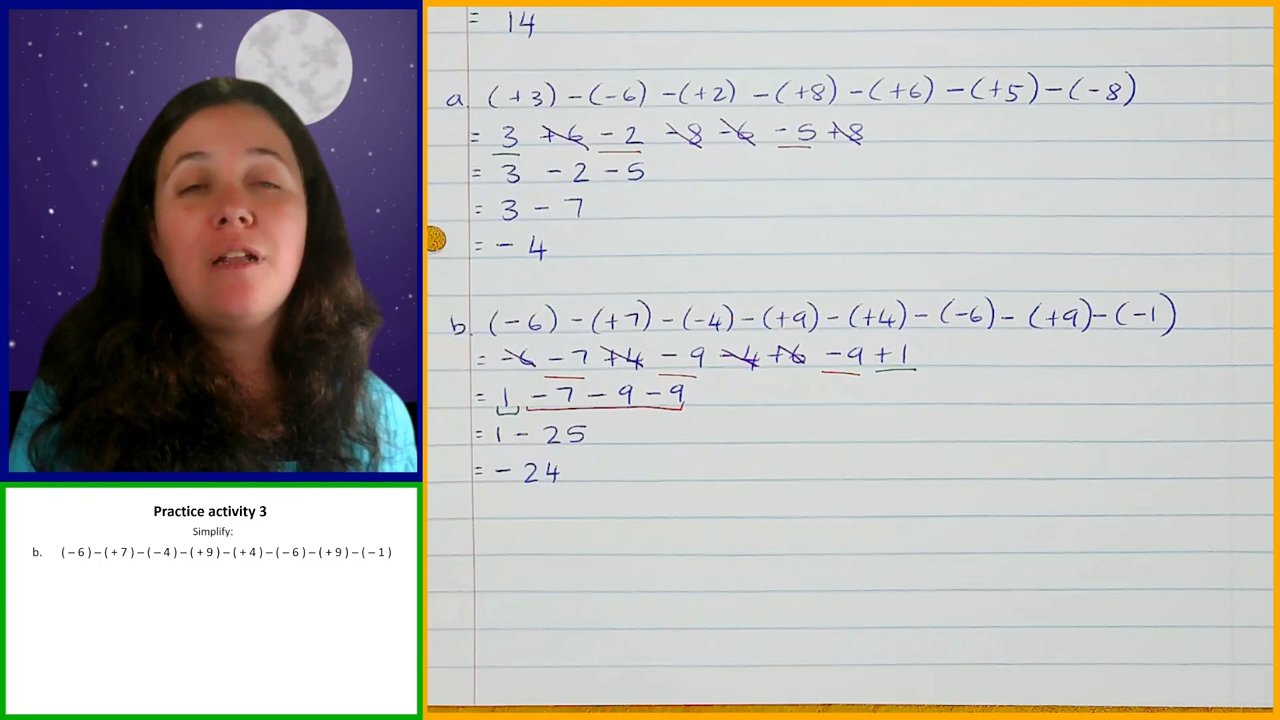 = 14
a. (+3) -(-6) -(+2) -(+8) -(+6) -(+5) -(-8)
= 3 +6 -2 -8 -6 -5 +8
= 3 - 2 - 5
= 3 - 7
= - 4
b. (-6) -(+7) -(-4) -(+9) -(+4) -(-6) -(+9) -(-1)
= -6 -7 +4 -9 -4 +6 -9 +1
= 1 - 7 - 9 - 9
= 1 - 25
= - 24
Practice activity 3
Simplify:
b. (– 6 ) – ( + 7 ) – ( – 4 ) – ( + 9 ) – ( + 4 ) – ( – 6 ) – ( + 9 ) – ( – 1 )